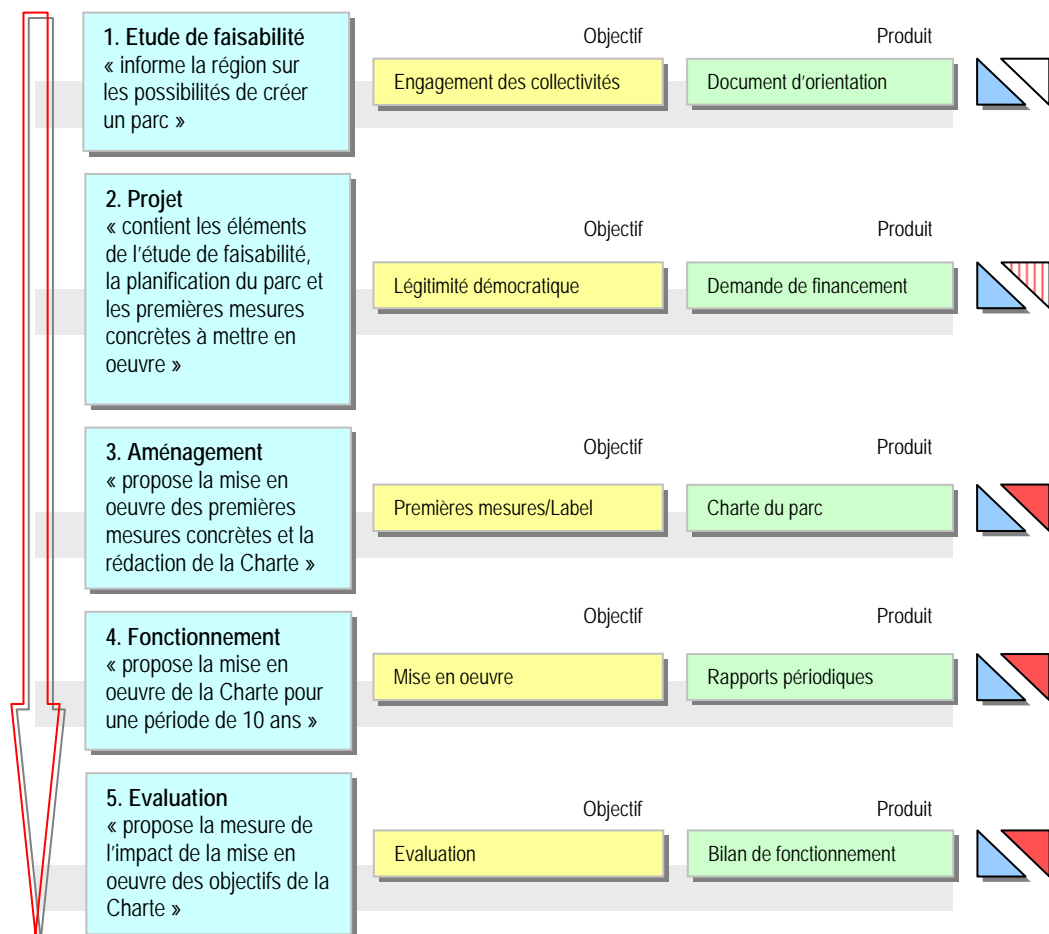 1. Etude de faisabilité
« informe la région sur
les possibilités de créer
un parc »
Objectif
Produit
Engagement des collectivités
Document d'orientation
2. Projet
« contient les éléments
de l'étude de faisabilité,
la planification du parc et
les premières mesures
concrètes à mettre en
oeuvre »
Objectif
Produit
Légitimité démocratique
Demande de financement
3. Aménagement
« propose la mise en
oeuvre des premières
mesures concrètes et la
rédaction de la Charte »
Objectif
Produit
Premières mesures/Label
Charte du parc
4. Fonctionnement
« propose la mise en
oeuvre de la Charte pour
une période de 10 ans »
Objectif
Produit
Mise en oeuvre
Rapports périodiques
5. Evaluation
« propose la mesure de
l'impact de la mise en
oeuvre des objectifs de la
Charte »
Objectif
Produit
Evaluation
Bilan de fonctionnement